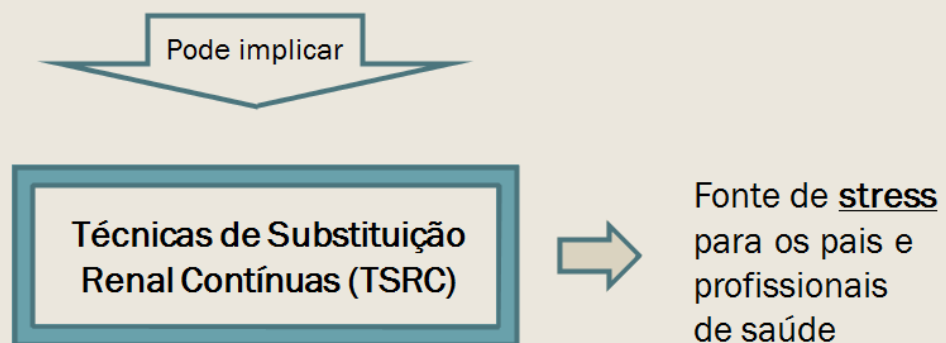 Pode implicar
Técnicas de Substituição
Renal Contínuas (TSRC)
Fonte de stress
para os pais e
profissionais
de saúde